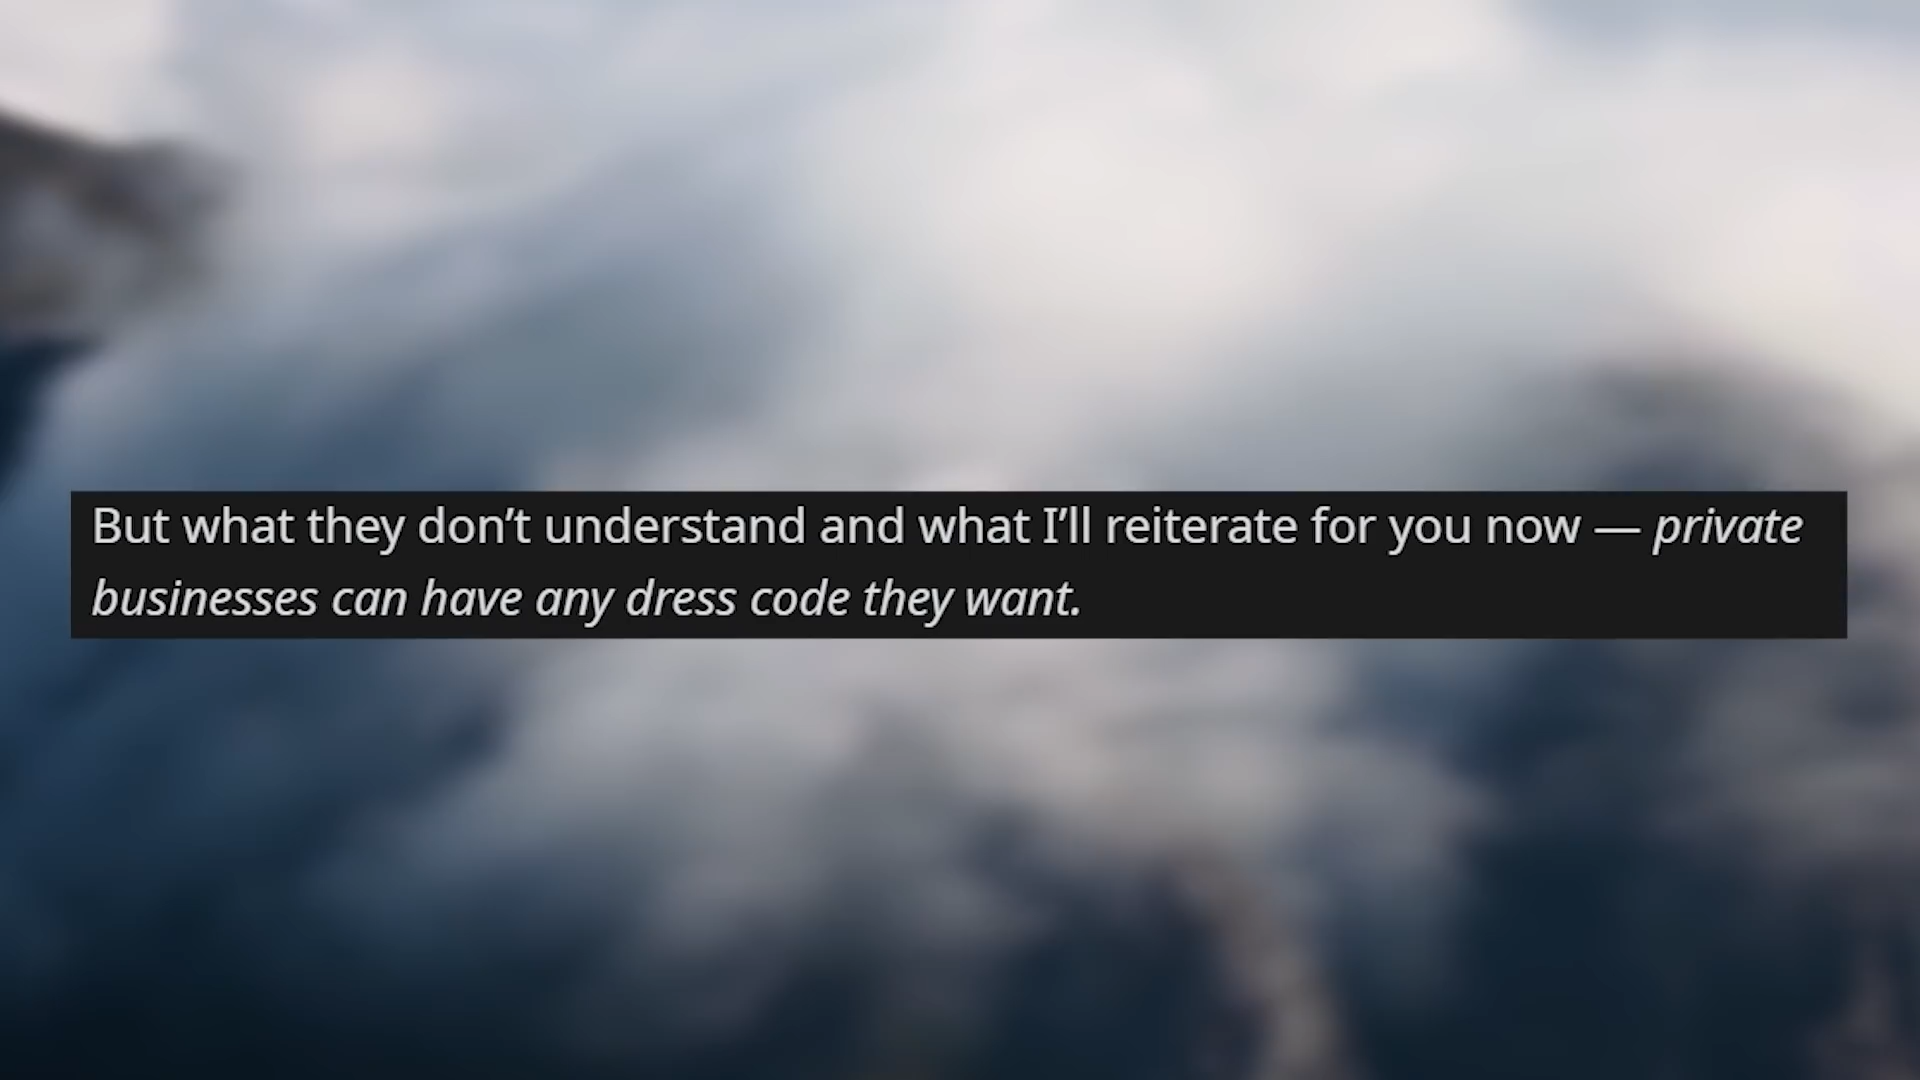 But what they don’t understand and what I’ll reiterate for you now — private
businesses can have any dress code they want.